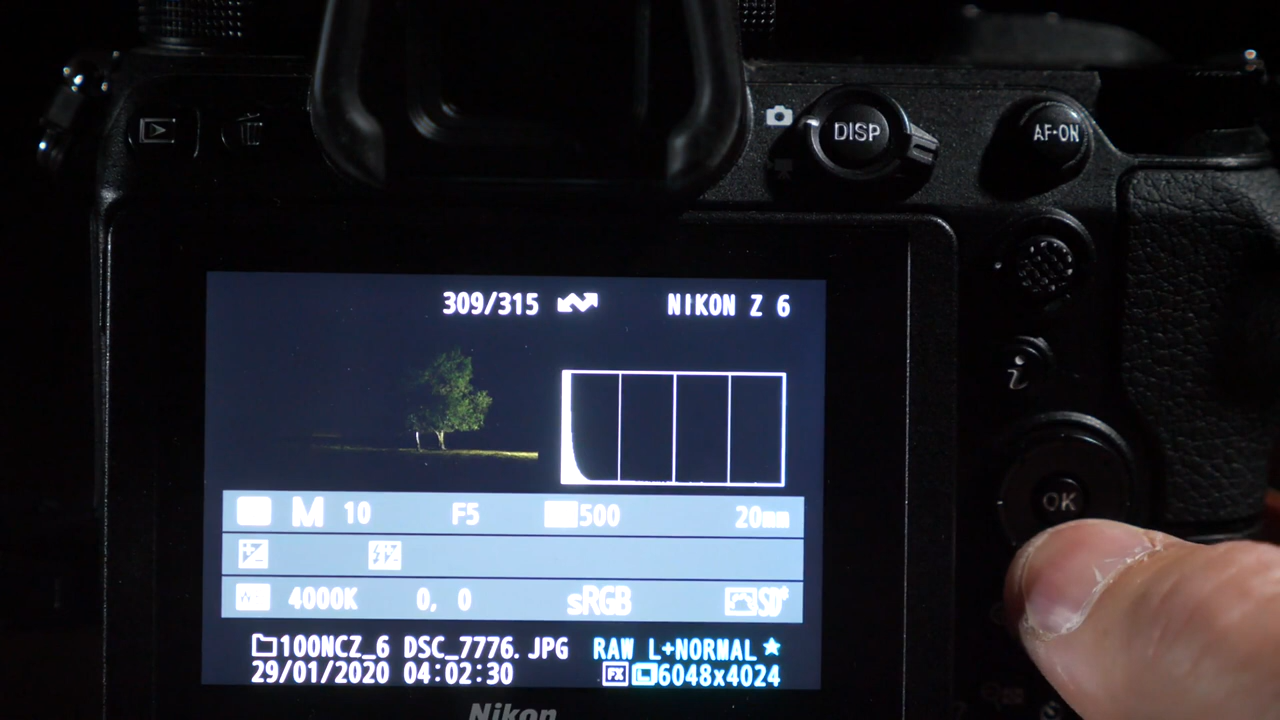 DISP
AF-ON
309/315 NIKON Z 6
i
M 10 F5 500 20mm
4000K 0, 0 sRGB SD
OK
100NCZ_6 DSC_7776.JPG RAW L+NORMAL★
29/01/2020 04:02:30 FX 6048x4024
Nikon